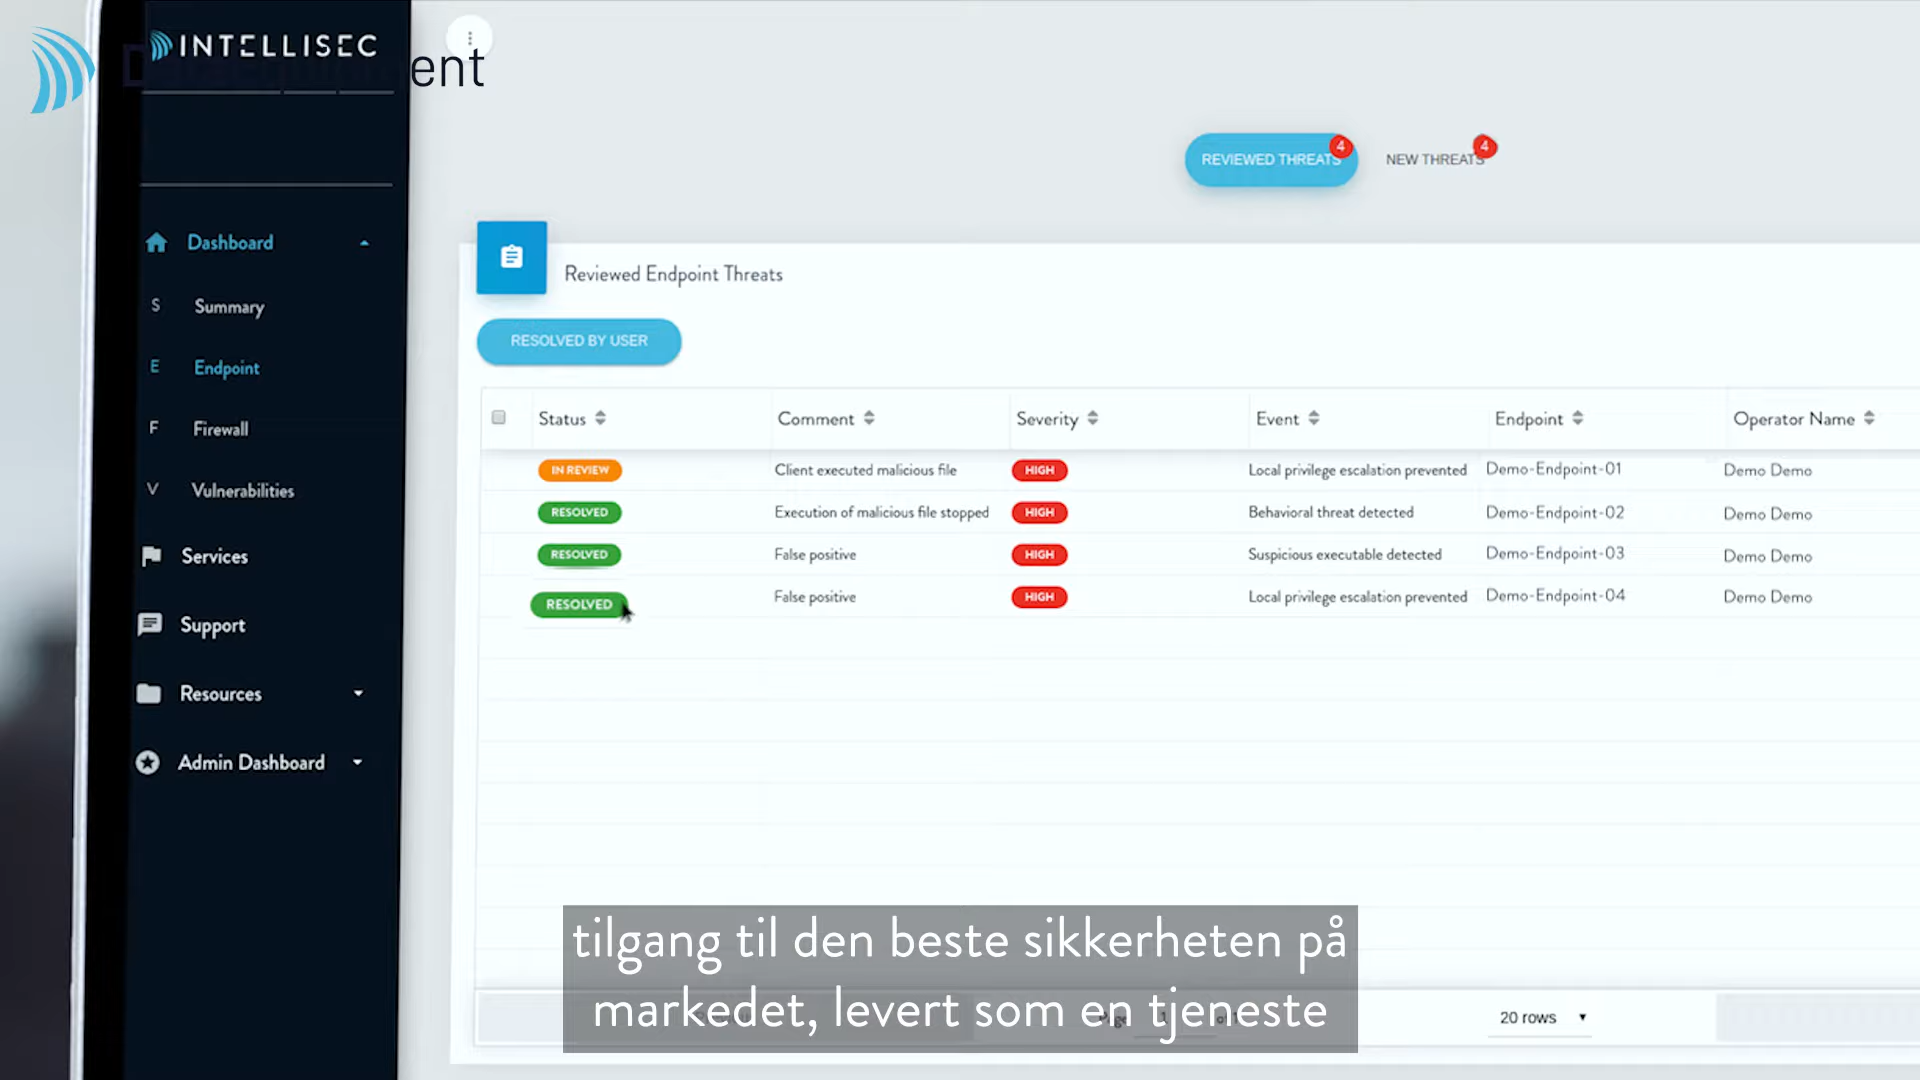 INTELLISEC
ent
REVIEWED THREATS
4
NEW THREATS
4
Dashboard
S Summary
E Endpoint
F Firewall
V Vulnerabilities
Services
Support
Resources
Admin Dashboard
Reviewed Endpoint Threats
RESOLVED BY USER
Status Comment Severity Event Endpoint Operator Name
IN REVIEW Client executed malicious file HIGH Local privilege escalation prevented Demo-Endpoint-01 Demo Demo
RESOLVED Execution of malicious file stopped HIGH Behavioral threat detected Demo-Endpoint-02 Demo Demo
RESOLVED False positive HIGH Suspicious executable detected Demo-Endpoint-03 Demo Demo
RESOLVED False positive HIGH Local privilege escalation prevented Demo-Endpoint-04 Demo Demo
20 rows
tilgang til den beste sikkerheten på
markedet, levert som en tjeneste